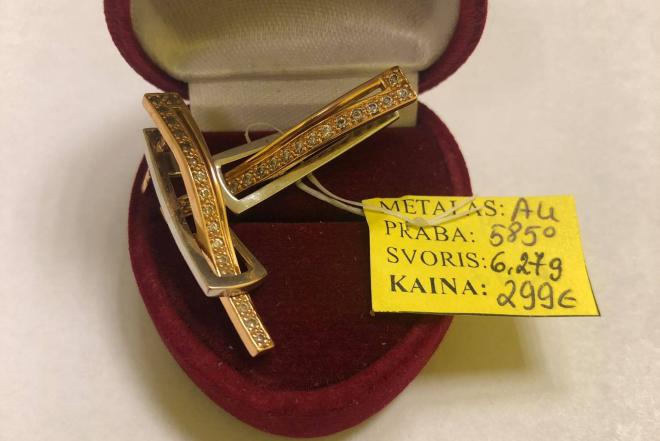 METALAS: AU
PRABA: 585°
SVORIS: 6,27g
KAINA: 299€